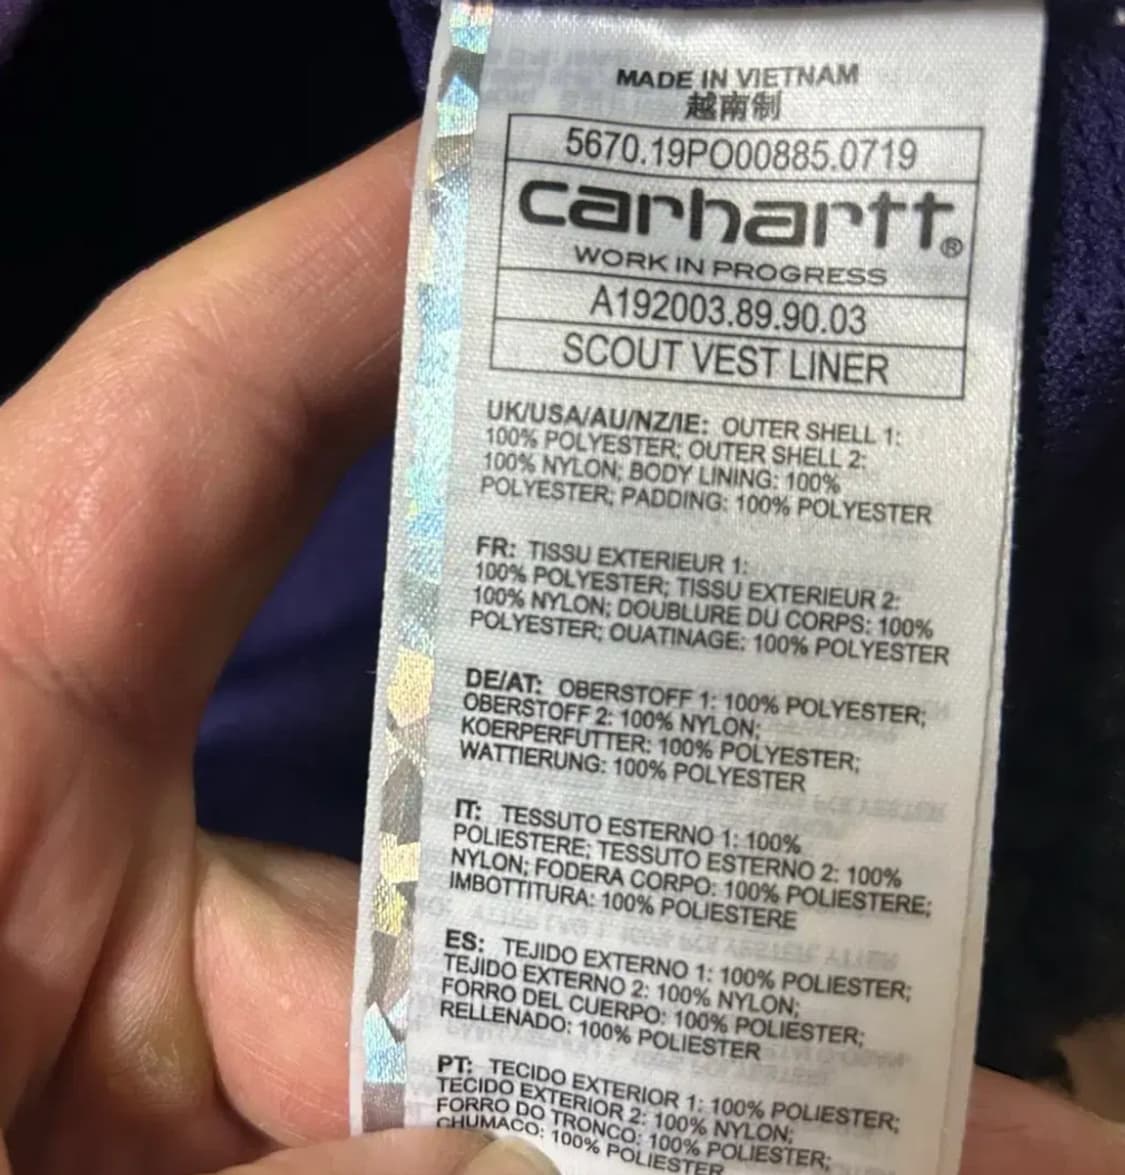 MADE IN VIETNAM
越南制
5670.19PO00885.0719
carhartt®
WORK IN PROGRESS
A192003.89.90.03
SCOUT VEST LINER
UK/USA/AU/NZ/IE: OUTER SHELL 1:
100% POLYESTER; OUTER SHELL 2:
100% NYLON; BODY LINING: 100%
POLYESTER; PADDING: 100% POLYESTER
FR: TISSU EXTERIEUR 1:
100% POLYESTER; TISSU EXTERIEUR 2:
100% NYLON; DOUBLURE DU CORPS: 100%
POLYESTER; OUATINAGE: 100% POLYESTER
DE/AT: OBERSTOFF 1: 100% POLYESTER;
OBERSTOFF 2: 100% NYLON;
KOERPERFUTTER: 100% POLYESTER;
WATTIERUNG: 100% POLYESTER
IT: TESSUTO ESTERNO 1: 100%
POLIESTERE; TESSUTO ESTERNO 2: 100%
NYLON; FODERA CORPO: 100% POLIESTERE;
IMBOTTITURA: 100% POLIESTERE
ES: TEJIDO EXTERNO 1: 100% POLIESTER;
TEJIDO EXTERNO 2: 100% NYLON;
FORRO DEL CUERPO: 100% POLIESTER;
RELLENADO: 100% POLIESTER
PT: TECIDO EXTERIOR 1: 100% POLIESTER;
TECIDO EXTERIOR 2: 100% NYLON;
FORRO DO TRONCO: 100% POLIESTER;
CHUMACO: 100% POLIESTER